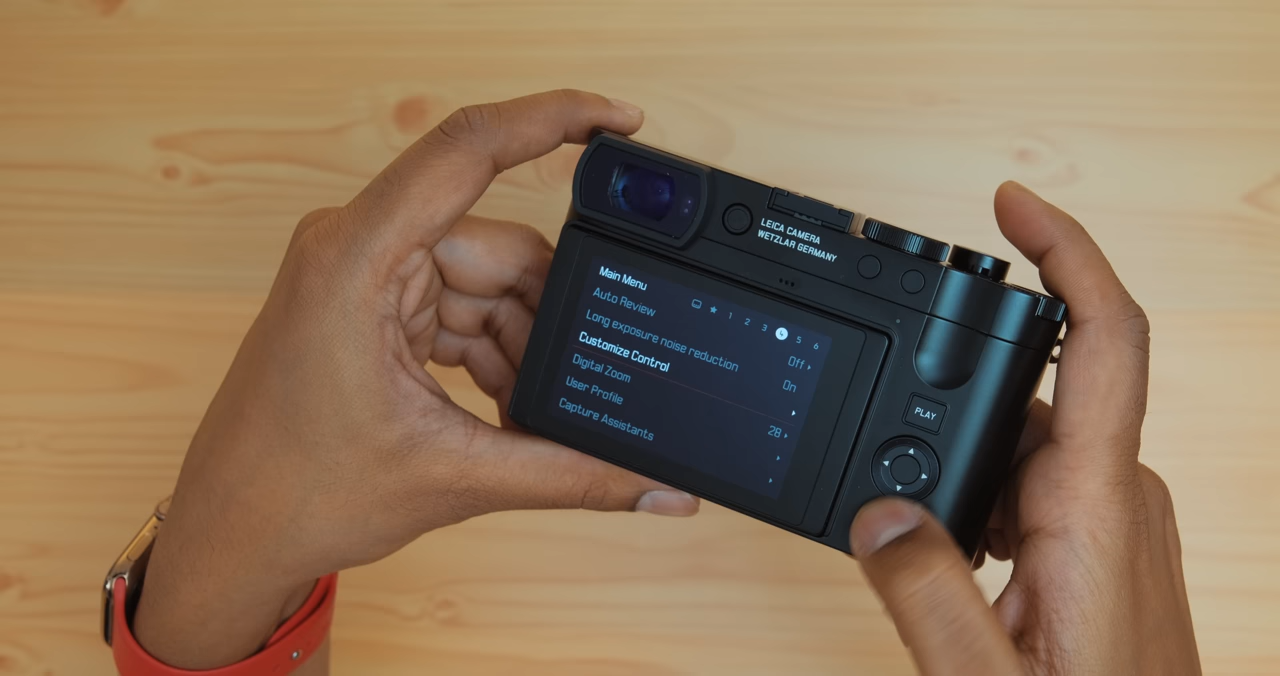 LEICA CAMERA
WETZLAR GERMANY
Main Menu
1 2 3 4 5 6
Auto Review Off
Long exposure noise reduction On
Customize Control
Digital Zoom 28
User Profile
Capture Assistants
PLAY